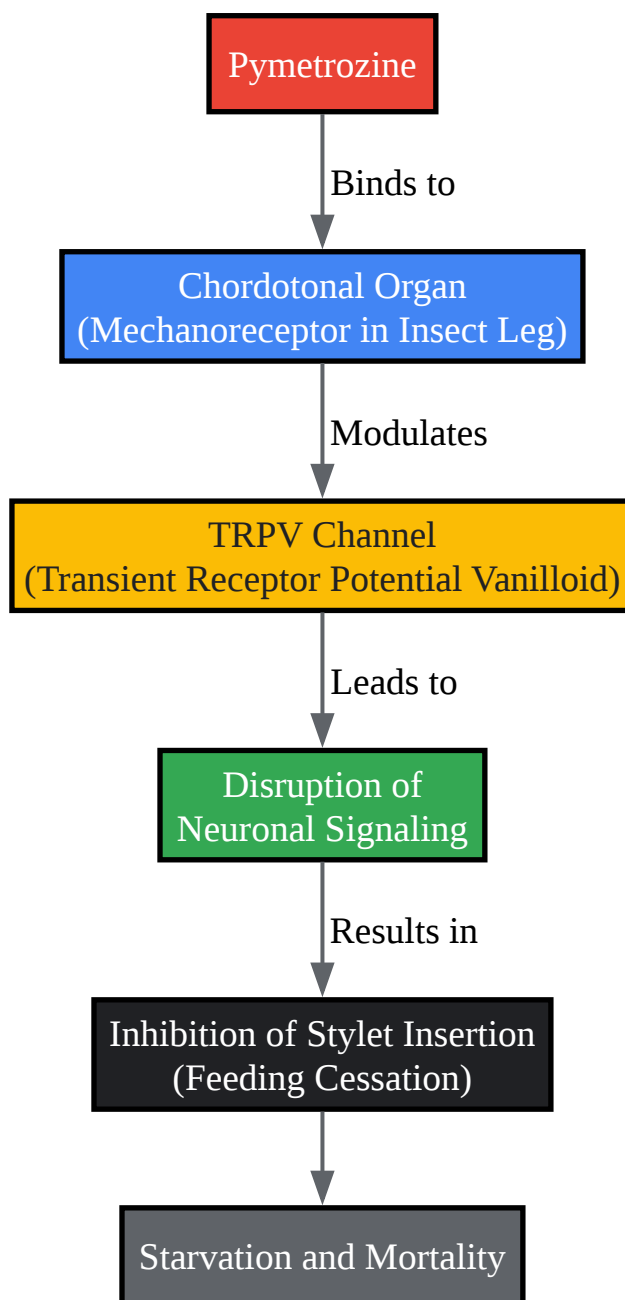 Pymetrozine
Binds to
Chordotonal Organ
(Mechanoreceptor in Insect Leg)
Modulates
TRPV Channel
(Transient Receptor Potential Vanilloid)
Leads to
Disruption of
Neuronal Signaling
Results in
Inhibition of Stylet Insertion
(Feeding Cessation)
Starvation and Mortality